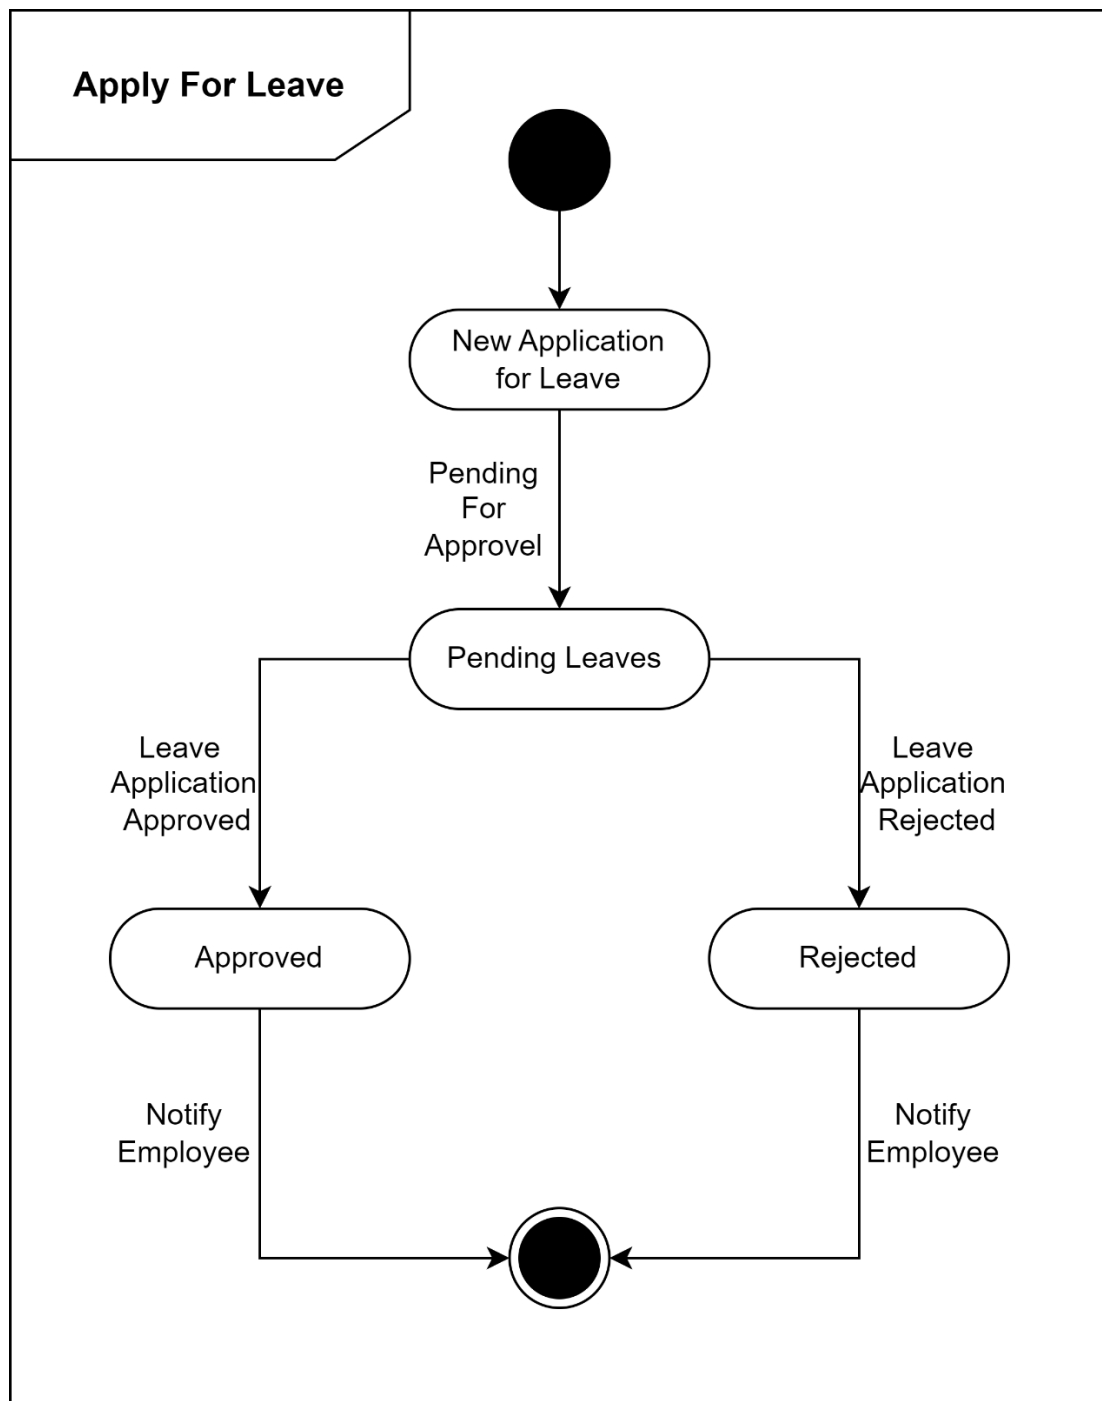 Apply For Leave
New Application
for Leave
Pending
For
Approvel
Pending Leaves
Leave
Application
Approved
Leave
Application
Rejected
Approved
Rejected
Notify
Employee
Notify
Employee